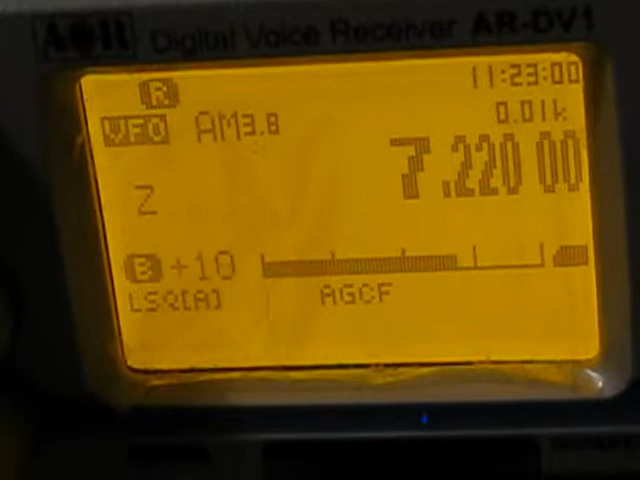 AOR Digital Voice Receiver AR-DV1
R 11:23:00
VFO AM3.8 0.01k
7.220 00
Z
B +10
LSQ[A] AGCF